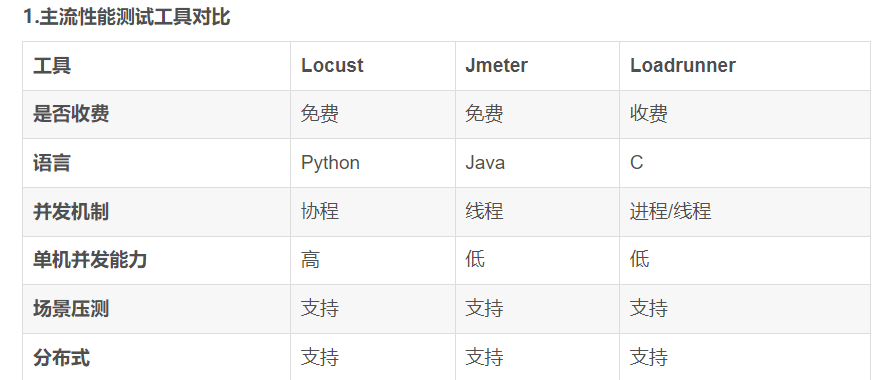 1.主流性能测试工具对比
工具 Locust Jmeter Loadrunner
是否收费 免费 免费 收费
语言 Python Java C
并发机制 协程 线程 进程/线程
单机并发能力 高 低 低
场景压测 支持 支持 支持
分布式 支持 支持 支持